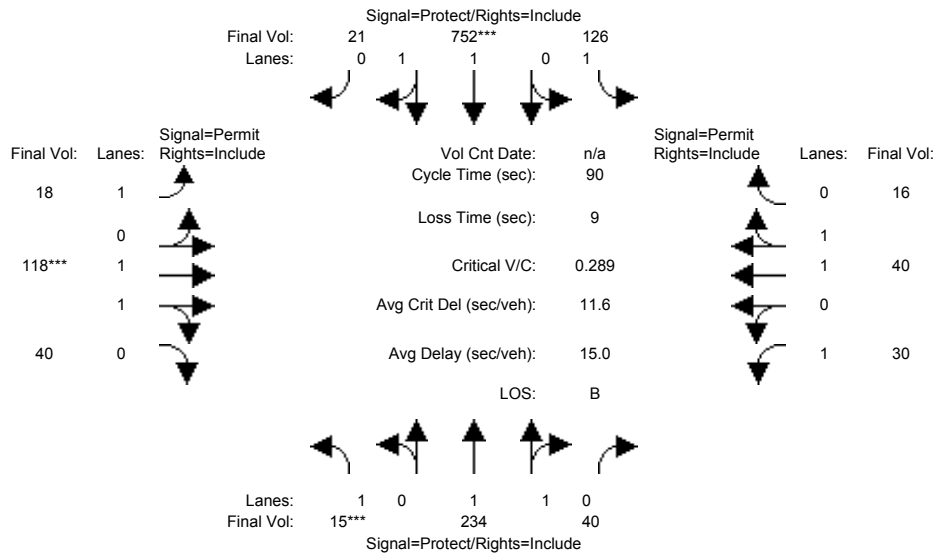 Signal=Protect/Rights=Include
Final Vol: 21 752*** 126
Lanes: 0 1 1 0 1
Signal=Permit
Final Vol: Lanes: Rights=Include
Vol Cnt Date: n/a
Signal=Permit
Rights=Include Lanes: Final Vol:
Cycle Time (sec): 90
18 1
0 16
Loss Time (sec): 9
0
1
118*** 1
Critical V/C: 0.289
1 40
1
Avg Crit Del (sec/veh): 11.6
0
40 0
Avg Delay (sec/veh): 15.0
1 30
LOS: B
Lanes: 1 0 1 1 0
Final Vol: 15*** 234 40
Signal=Protect/Rights=Include